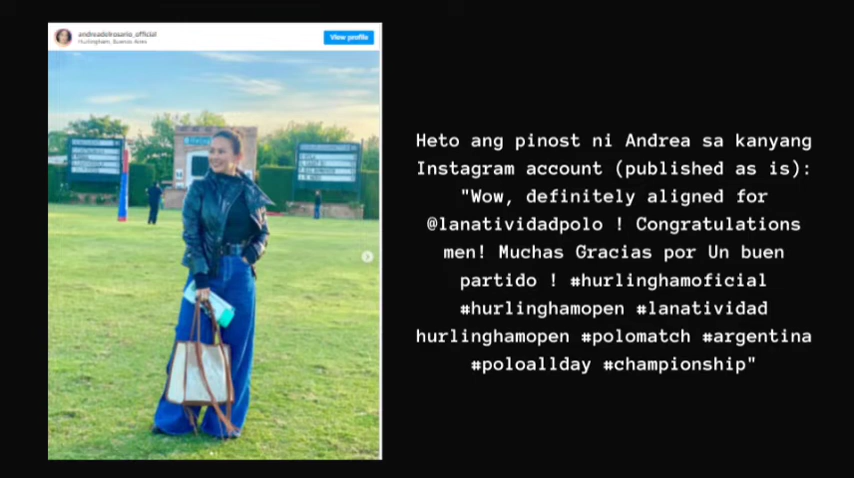 andreadelrosario_official
Hurlingham, Buenos Aires
View profile
Heto ang pinost ni Andrea sa kanyang
Instagram account (published as is):
"Wow, definitely aligned for
@lanatividadpolo ! Congratulations
men! Muchas Gracias por Un buen
partido ! #hurlinghamoficial
#hurlinghamopen #lanatividad
hurlinghamopen #polomatch #argentina
#poloallday #championship"